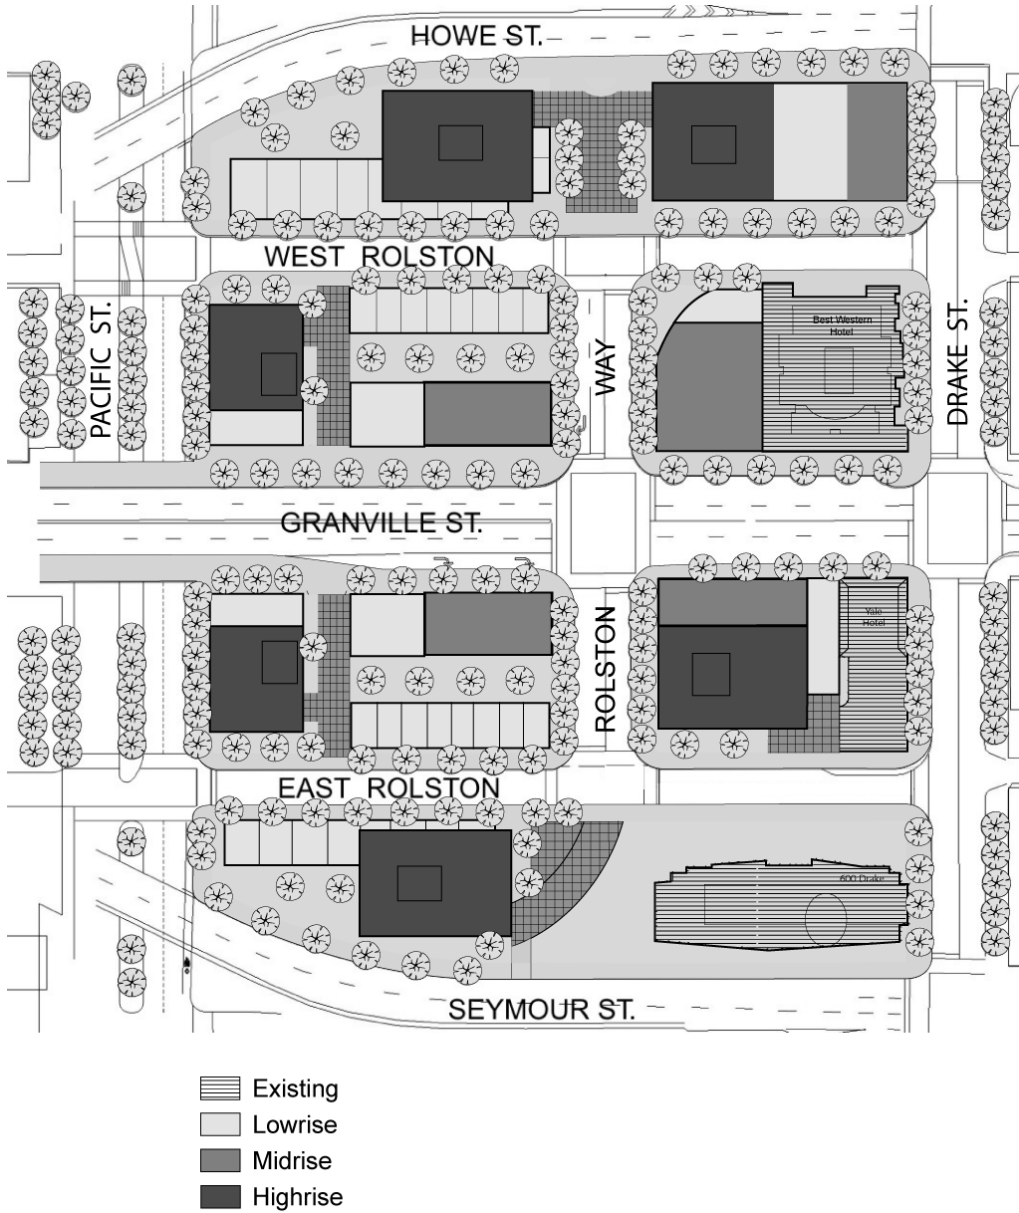 HOWE ST.
WEST ROLSTON
PACIFIC ST.
WAY
Best Western
Hotel
DRAKE ST.
GRANVILLE ST.
ROLSTON
Yale
Hotel
EAST ROLSTON
600 Drake
SEYMOUR ST.
Existing
Lowrise
Midrise
Highrise